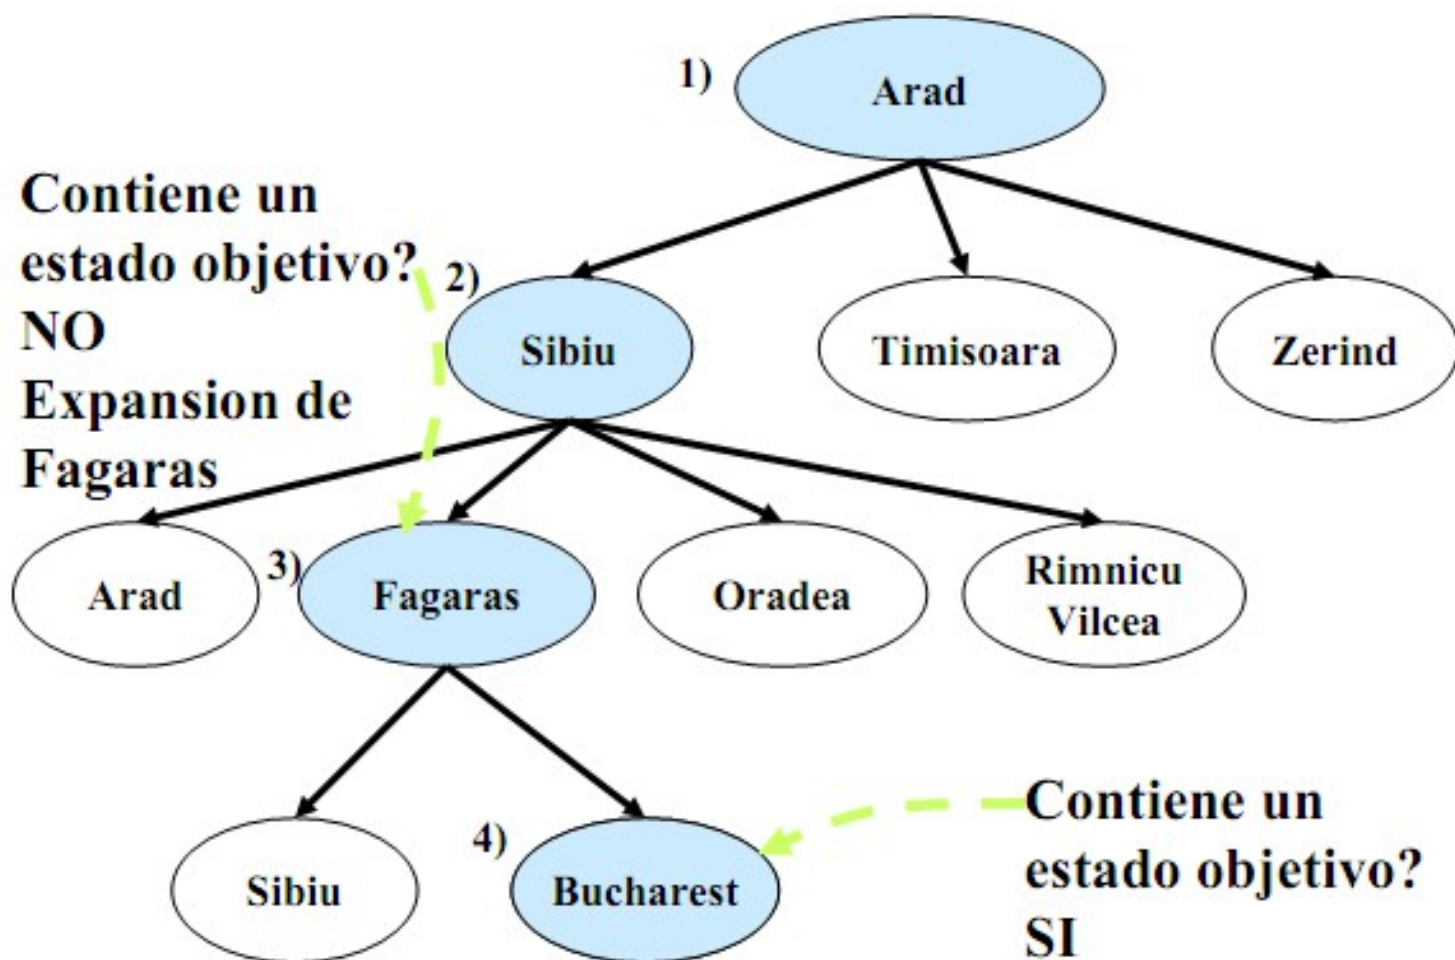 1)
Arad
Contiene un
estado objetivo?
NO
Expansion de
Fagaras
2)
Sibiu
Timisoara
Zerind
Arad
3)
Fagaras
Oradea
Rimnicu
Vilcea
Sibiu
4)
Bucharest
Contiene un
estado objetivo?
SI